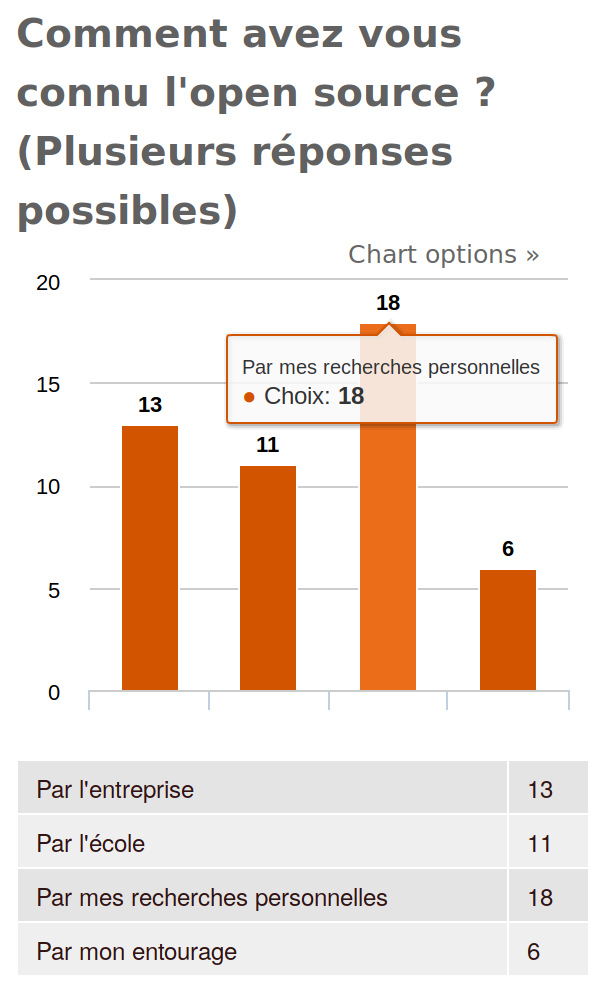 Comment avez vous
connu l'open source ?
(Plusieurs réponses
possibles)
Chart options »
20
18
Par mes recherches personnelles
● Choix: 18
15
13
11
10
6
5
0
Par l'entreprise 13
Par l'école 11
Par mes recherches personnelles 18
Par mon entourage 6